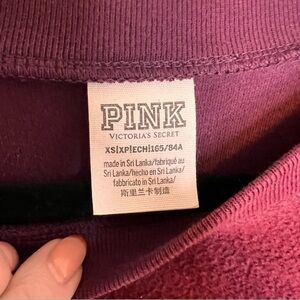 PINK
VICTORIA'S SECRET
XS|XP|ECH|165/84A
made in Sri Lanka/fabriqué au
Sri Lanka/hecho en Sri Lanka/
fabbricato in Sri Lanka/
斯里兰卡制造